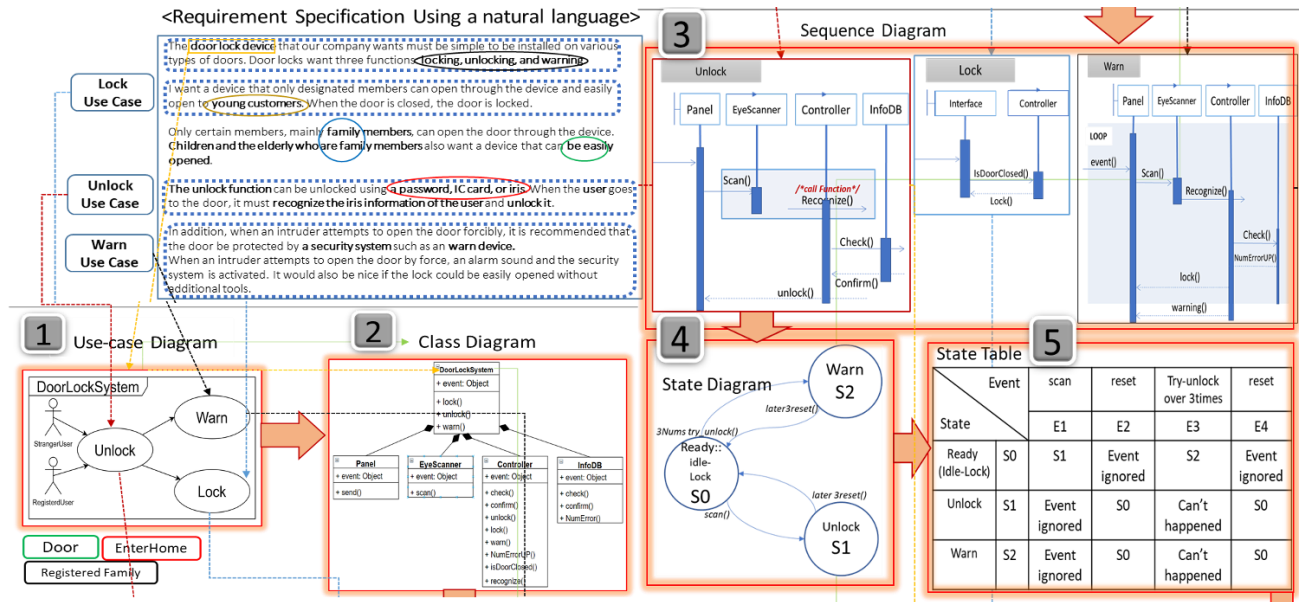 <Requirement Specification Using a natural language>
The door lock device that our company wants must be simple to be installed on various
types of doors. Door locks want three functions locking, unlocking, and warning.
I want a device that only designated members can open through the device and easily
open to young customers. When the door is closed, the door is locked.
Only certain members, mainly family members, can open the door through the device.
Children and the elderly who are family members also want a device that can be easily
opened.
The unlock function can be unlocked using a password, IC card, or iris. When the user goes
to the door, it must recognize the iris information of the user and unlock it.
In addition, when an intruder attempts to open the door forcibly, it is recommended that
the door be protected by a security system such as an warn device.
When an intruder attempts to open the door by force, an alarm sound and the security
system is activated. It would also be nice if the lock could be easily opened without
additional tools.
Lock
Use Case
Unlock
Use Case
Warn
Use Case
1
Use-case Diagram
DoorLockSystem
StrangerUser
RegisterdUser
Unlock
Warn
Lock
Door
EnterHome
Registered Family
2
Class Diagram
DoorLockSystem
+ event: Object
+ lock()
+ unlock()
+ warn()
Panel
+ event: Object
+ send()
EyeScanner
+ event: Object
+ scan()
Controller
+ event: Object
+ check()
+ confirm()
+ unlock()
+ lock()
+ warn()
+ NumErrorUP()
+ isDoorClosed()
+ recognize()
InfoDB
+ event: Object
+ check()
+ confirm()
+ NumError()
3
Sequence Diagram
Unlock
Panel
EyeScanner
Controller
InfoDB
Scan()
/*call Function*/
Recognize()
Check()
Confirm()
unlock()
Lock
Interface
Controller
IsDoorClosed()
Lock()
Warn
Panel
EyeScanner
Controller
InfoDB
LOOP
event()
Scan()
Recognize()
Check()
NumErrorUP()
lock()
warning()
4
State Diagram
Warn
S2
later3reset()
3Nums try_unlock()
Ready::
idle-
Lock
S0
later 3reset()
scan()
Unlock
S1
5
State Table
Event scan reset Try-unlock over 3times reset
State E1 E2 E3 E4
Ready (Idle-Lock) S0 S1 Event ignored S2 Event ignored
Unlock S1 Event ignored S0 Can't happened S0
Warn S2 Event ignored S0 Can't happened S0